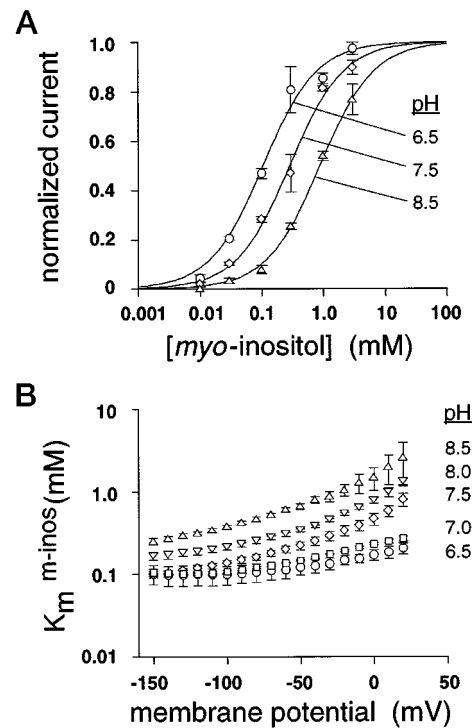 A
normalized current
1.0
0.8
0.6
0.4
0.2
0
pH
6.5
7.5
8.5
0.001 0.01 0.1 1.0 10 100
[myo-inositol] (mM)
B
Km m-inos (mM)
10
1.0
0.1
0.01
pH
8.5
8.0
7.5
7.0
6.5
-150 -100 -50 0 50
membrane potential (mV)